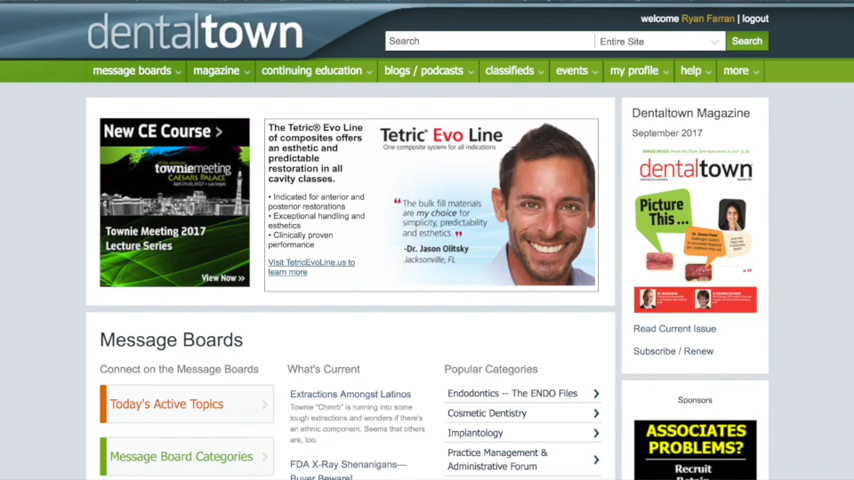 welcome Ryan Farran | logout
dentaltown
Search
Entire Site
Search
message boards
magazine
continuing education
blogs / podcasts
classifieds
events
my profile
help
more
New CE Course >
towniemeeting
CAESARS PALACE
Townie Meeting 2017
Lecture Series
View Now »
The Tetric® Evo Line
of composites offers
an esthetic and
predictable
restoration in all
cavity classes.
• Indicated for anterior and
posterior restorations
• Exceptional handling and
esthetics
• Clinically proven
performance
Visit TetricEvoLine.us to
learn more
Tetric® Evo Line
One composite system for all indications
"The bulk fill materials
are my choice for
simplicity, predictability
and esthetics."
-Dr. Jason Olitsky
Jacksonville, FL
Dentaltown Magazine
September 2017
dentaltown
Picture
This ...
Read Current Issue
Subscribe / Renew
Message Boards
Connect on the Message Boards
Today's Active Topics
Message Board Categories
What's Current
Extractions Amongst Latinos
Townie "Chmrb" is running into some
tough extractions and wonders if there's
an ethnic component. Seems that others
are, too.
FDA X-Ray Shenanigans—
Buyer Beware!
Popular Categories
Endodontics -- The ENDO Files
Cosmetic Dentistry
Implantology
Practice Management &
Administrative Forum
Sponsors
ASSOCIATES
PROBLEMS?
Recruit
Retain